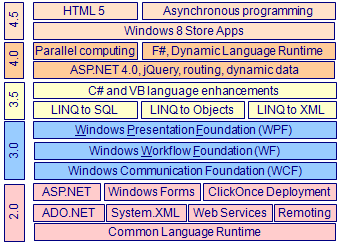 4.5
HTML 5
Asynchronous programming
Windows 8 Store Apps
4.0
Parallel computing
F#, Dynamic Language Runtime
ASP.NET 4.0, jQuery, routing, dynamic data
3.5
C# and VB language enhancements
LINQ to SQL
LINQ to Objects
LINQ to XML
3.0
Windows Presentation Foundation (WPF)
Windows Workflow Foundation (WF)
Windows Communication Foundation (WCF)
2.0
ASP.NET
Windows Forms
ClickOnce Deployment
ADO.NET
System.XML
Web Services
Remoting
Common Language Runtime